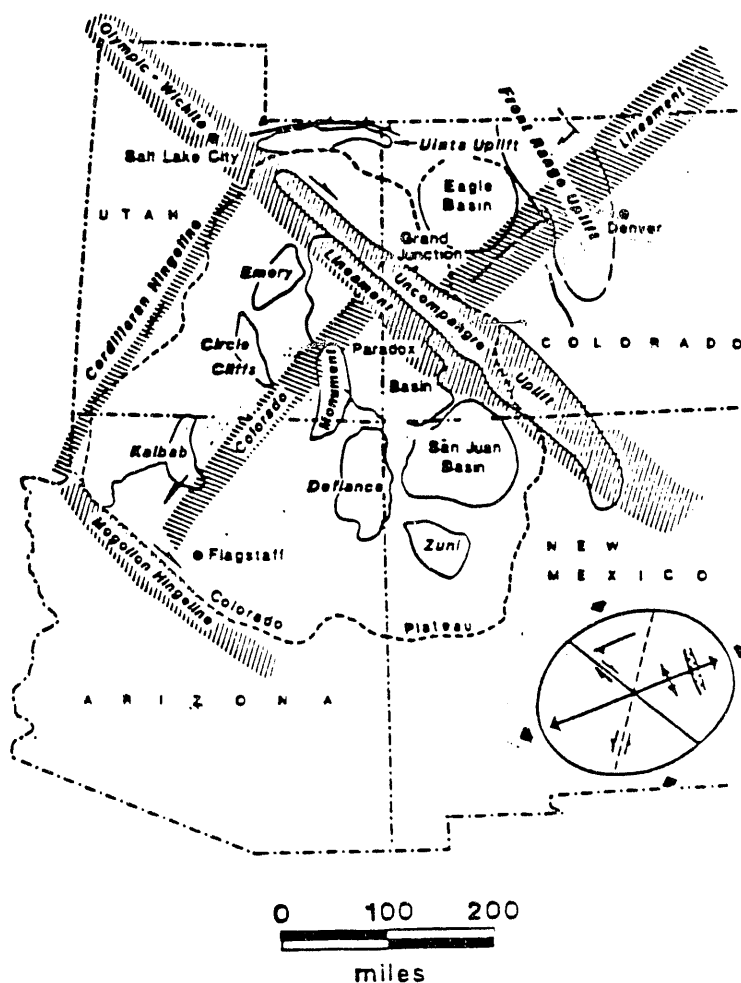 Olympic - Wichita
Salt Lake City
Uinta Uplift
Front Range Uplift
Lineament
Eagle
Basin
UTAH
Denver
Grand
Junction
Cordilleran Hingeline
Emery
Lineament
Uncompahgre
Uplift
COLORADO
Circle
Cliffs
Paradox
Basin
Monument
Colorado
Kaibab
San Juan
Basin
Defiance
Zuni
Flagstaff
NEW
MEXICO
Mogollon Hingeline
Colorado
Plateau
ARIZONA
0 100 200
miles